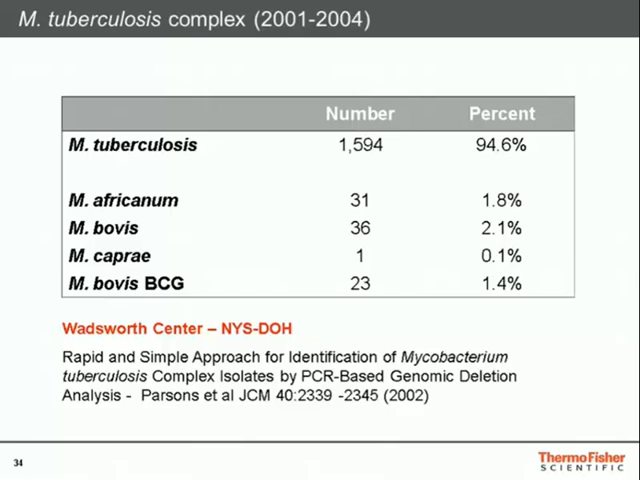 M. tuberculosis complex (2001-2004)
Number Percent
M. tuberculosis 1,594 94.6%
M. africanum 31 1.8%
M. bovis 36 2.1%
M. caprae 1 0.1%
M. bovis BCG 23 1.4%
Wadsworth Center – NYS-DOH
Rapid and Simple Approach for Identification of Mycobacterium
tuberculosis Complex Isolates by PCR-Based Genomic Deletion
Analysis - Parsons et al JCM 40:2339 -2345 (2002)
34
ThermoFisher
SCIENTIFIC